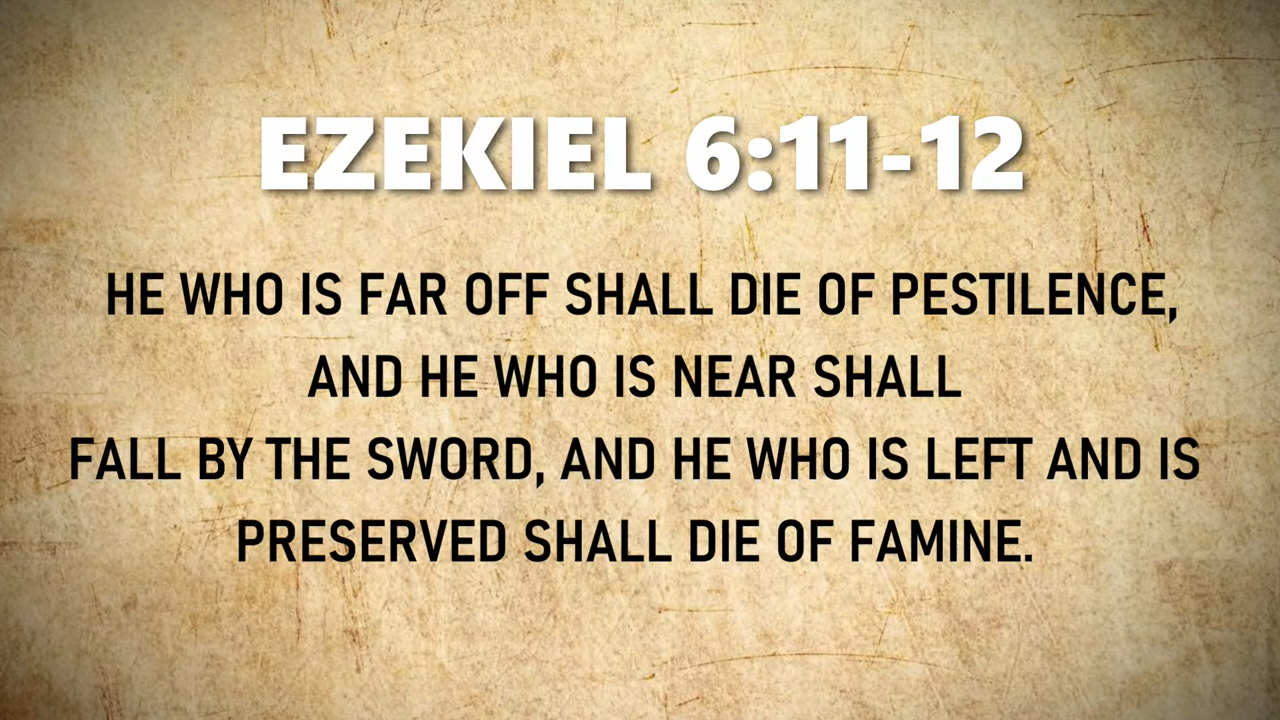 EZEKIEL 6:11-12
HE WHO IS FAR OFF SHALL DIE OF PESTILENCE,
AND HE WHO IS NEAR SHALL
FALL BY THE SWORD, AND HE WHO IS LEFT AND IS
PRESERVED SHALL DIE OF FAMINE.